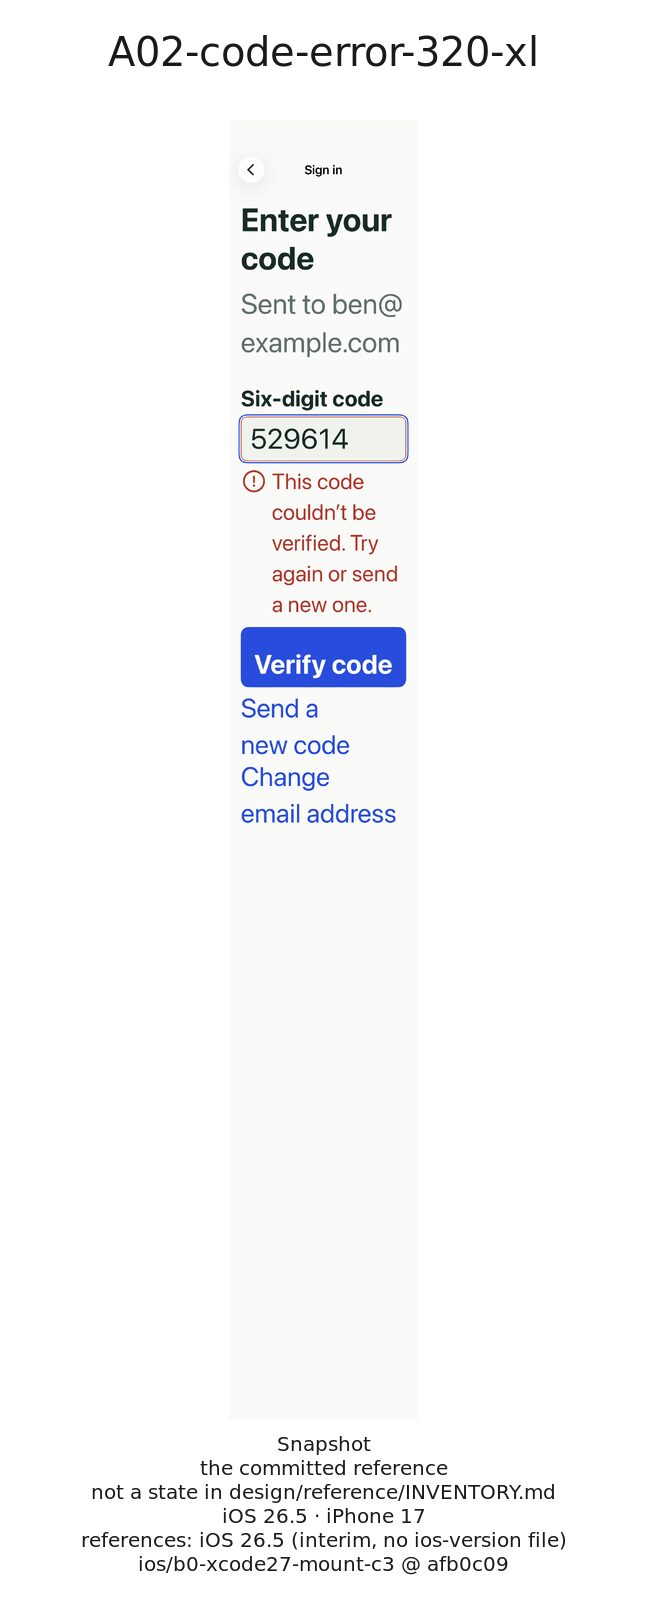 A02-code-error-320-xl
Sign in
Enter your
code
Sent to ben@
example.com
Six-digit code
529614
This code
couldn’t be
verified. Try
again or send
a new one.
Verify code
Send a
new code
Change
email address
Snapshot
the committed reference
not a state in design/reference/INVENTORY.md
iOS 26.5 · iPhone 17
references: iOS 26.5 (interim, no ios-version file)
ios/b0-xcode27-mount-c3 @ afb0c09